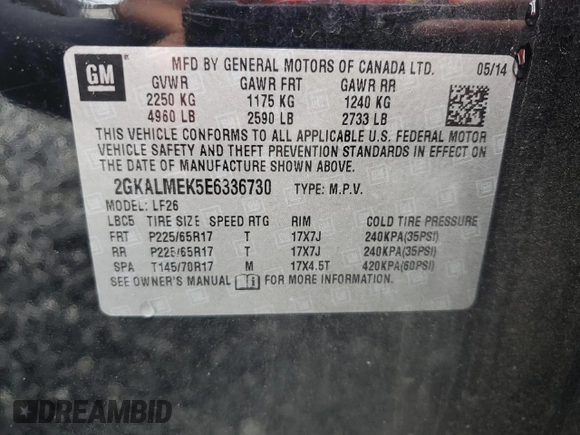 GM
MFD BY GENERAL MOTORS OF CANADA LTD. 05/14
GVWR GAWR FRT GAWR RR
2250 KG 1175 KG 1240 KG
4960 LB 2590 LB 2733 LB
THIS VEHICLE CONFORMS TO ALL APPLICABLE U.S. FEDERAL MOTOR
VEHICLE SAFETY AND THEFT PREVENTION STANDARDS IN EFFECT ON
THE DATE OF MANUFACTURE SHOWN ABOVE.
2GKALMEK5E6336730 TYPE: M.P.V.
MODEL: LF26
LBC5 TIRE SIZE SPEED RTG RIM COLD TIRE PRESSURE
FRT P225/65R17 T 17X7J 240KPA(35PSI)
RR P225/65R17 T 17X7J 240KPA(35PSI)
SPA T145/70R17 M 17X4.5T 420KPA(60PSI)
SEE OWNER'S MANUAL FOR MORE INFORMATION.
DREAMBID